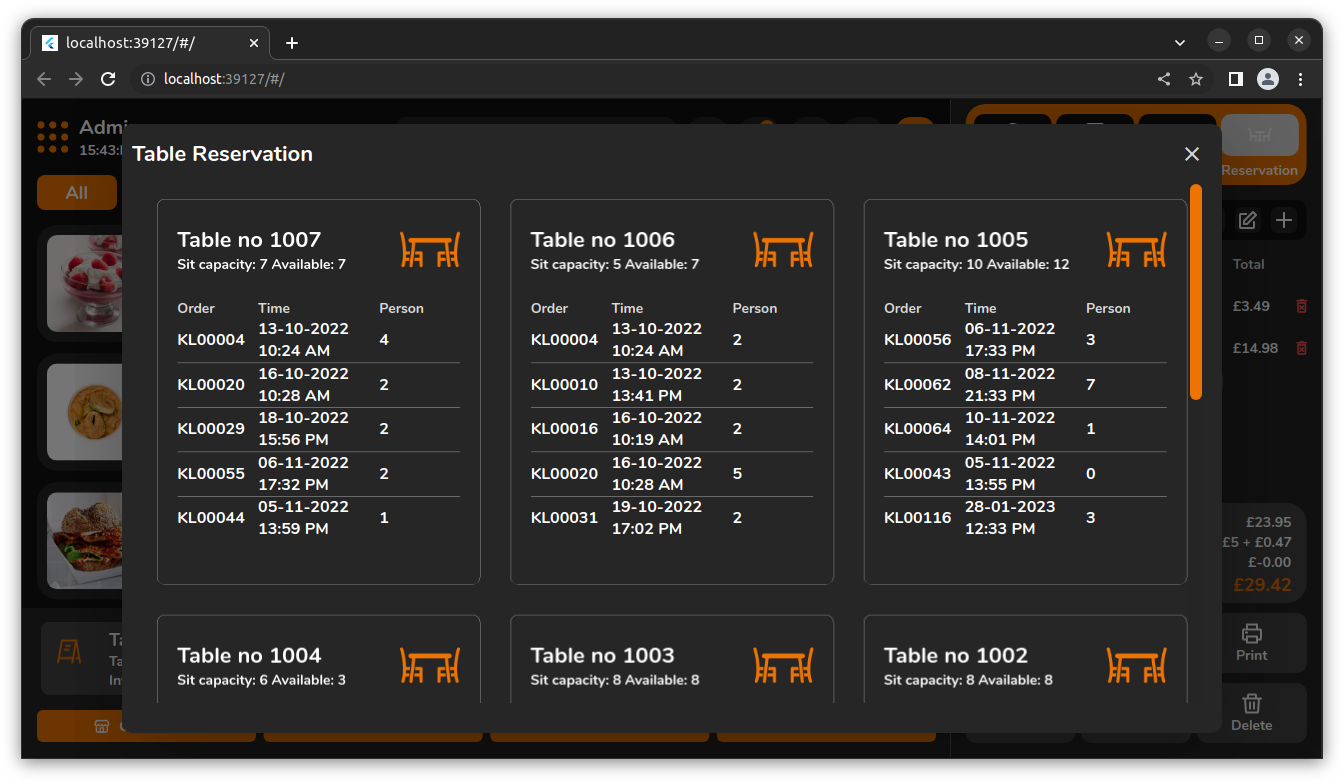 localhost:39127/#/
localhost:39127/#/
Admi
15:43:
All
Reservation
Table Reservation
Table no 1007
Sit capacity: 7 Available: 7
Order Time Person
KL00004 13-10-2022 10:24 AM 4
KL00020 16-10-2022 10:28 AM 2
KL00029 18-10-2022 15:56 PM 2
KL00055 06-11-2022 17:32 PM 2
KL00044 05-11-2022 13:59 PM 1
Table no 1006
Sit capacity: 5 Available: 7
Order Time Person
KL00004 13-10-2022 10:24 AM 2
KL00010 13-10-2022 13:41 PM 2
KL00016 16-10-2022 10:19 AM 2
KL00020 16-10-2022 10:28 AM 5
KL00031 19-10-2022 17:02 PM 2
Table no 1005
Sit capacity: 10 Available: 12
Order Time Person
KL00056 06-11-2022 17:33 PM 3
KL00062 08-11-2022 21:33 PM 7
KL00064 10-11-2022 14:01 PM 1
KL00043 05-11-2022 13:55 PM 0
KL00116 28-01-2023 12:33 PM 3
Table no 1004
Sit capacity: 6 Available: 3
Table no 1003
Sit capacity: 8 Available: 8
Table no 1002
Sit capacity: 8 Available: 8
Total
£3.49
£14.98
£23.95
£5 + £0.47
£-0.00
£29.42
Print
Delete